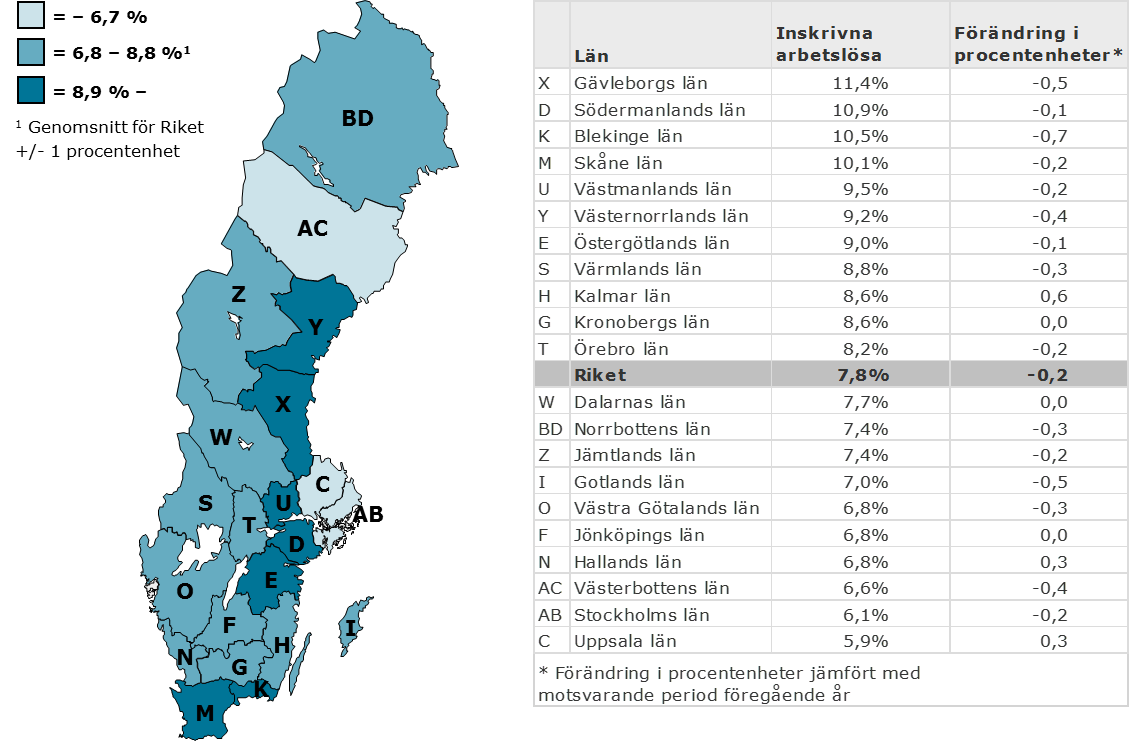 = – 6,7 %
= 6,8 – 8,8 %¹
= 8,9 % –
¹ Genomsnitt för Riket
+/- 1 procentenhet
BD
AC
Z
Y
X
W
C
S
U
AB
T
D
E
O
F
I
H
N
G
K
M
Län Inskrivna arbetslösa Förändring i procentenheter*
X Gävleborgs län 11,4% -0,5
D Södermanlands län 10,9% -0,1
K Blekinge län 10,5% -0,7
M Skåne län 10,1% -0,2
U Västmanlands län 9,5% -0,2
Y Västernorrlands län 9,2% -0,4
E Östergötlands län 9,0% -0,1
S Värmlands län 8,8% -0,3
H Kalmar län 8,6% 0,6
G Kronobergs län 8,6% 0,0
T Örebro län 8,2% -0,2
Riket 7,8% -0,2
W Dalarnas län 7,7% 0,0
BD Norrbottens län 7,4% -0,3
Z Jämtlands län 7,4% -0,2
I Gotlands län 7,0% -0,5
O Västra Götalands län 6,8% -0,3
F Jönköpings län 6,8% 0,0
N Hallands län 6,8% 0,3
AC Västerbottens län 6,6% -0,4
AB Stockholms län 6,1% -0,2
C Uppsala län 5,9% 0,3
* Förändring i procentenheter jämfört med
motsvarande period föregående år